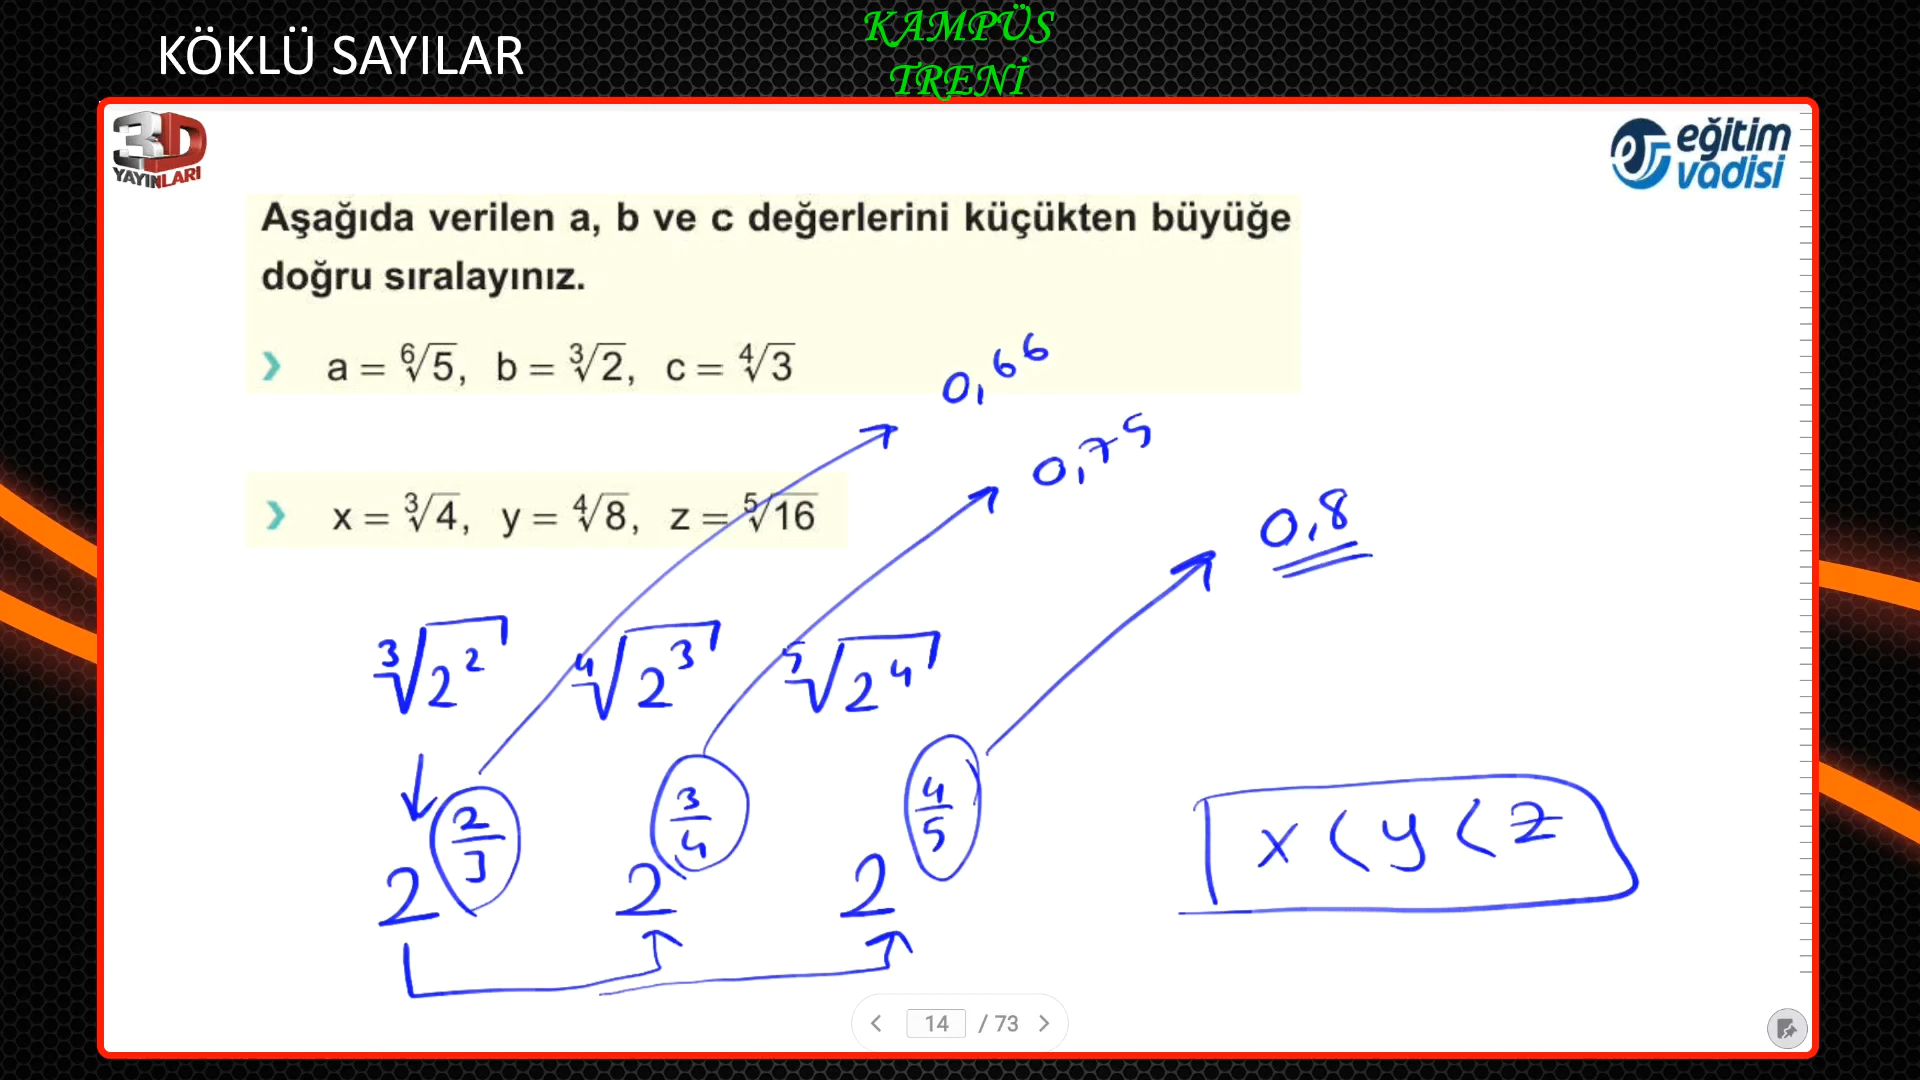 KÖKLÜ SAYILAR
KAMPÜS
TRENİ
3D
YAYINLARI
eğitim
vadisi
Aşağıda verilen a, b ve c değerlerini küçükten büyüğe
doğru sıralayınız.
a = ⁶√5, b = ³√2, c = ⁴√3
0,66
0,75
x = ³√4, y = ⁴√8, z = ⁵√16
0,8
³√2² ⁴√2³ ⁵√2⁴
2^(2/3) 2^(3/4) 2^(4/5)
x < y < z
14 / 73